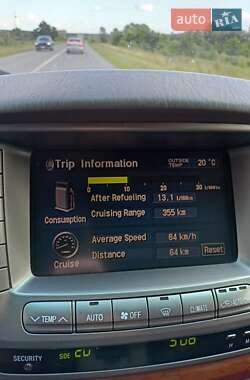 AUTO RIA
Trip Information
OUTSIDE TEMP 20 °C
0 10 20 30
After Refueling 13.1
Cruising Range 355 km
Consumption
Average Speed 84 km/h
Cruise Distance 64 km Reset
TEMP AUTO OFF CLIMATE
SECURITY